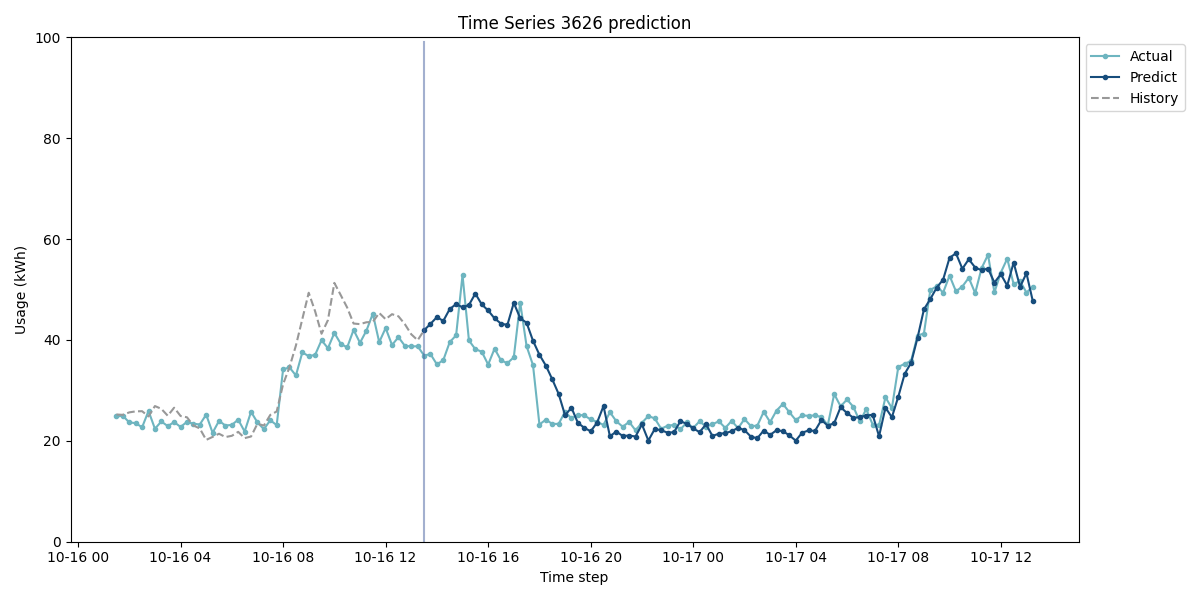 Time Series 3626 prediction
100
80
60
40
20
0
Usage (kWh)
10-16 00
10-16 04
10-16 08
10-16 12
10-16 16
10-16 20
10-17 00
10-17 04
10-17 08
10-17 12
Time step
Actual
Predict
History